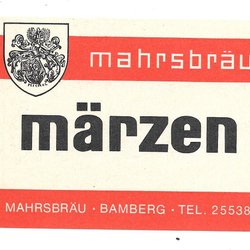 mahrsbräu
märzen
MAHRSBRÄU · BAMBERG · TEL. 25538